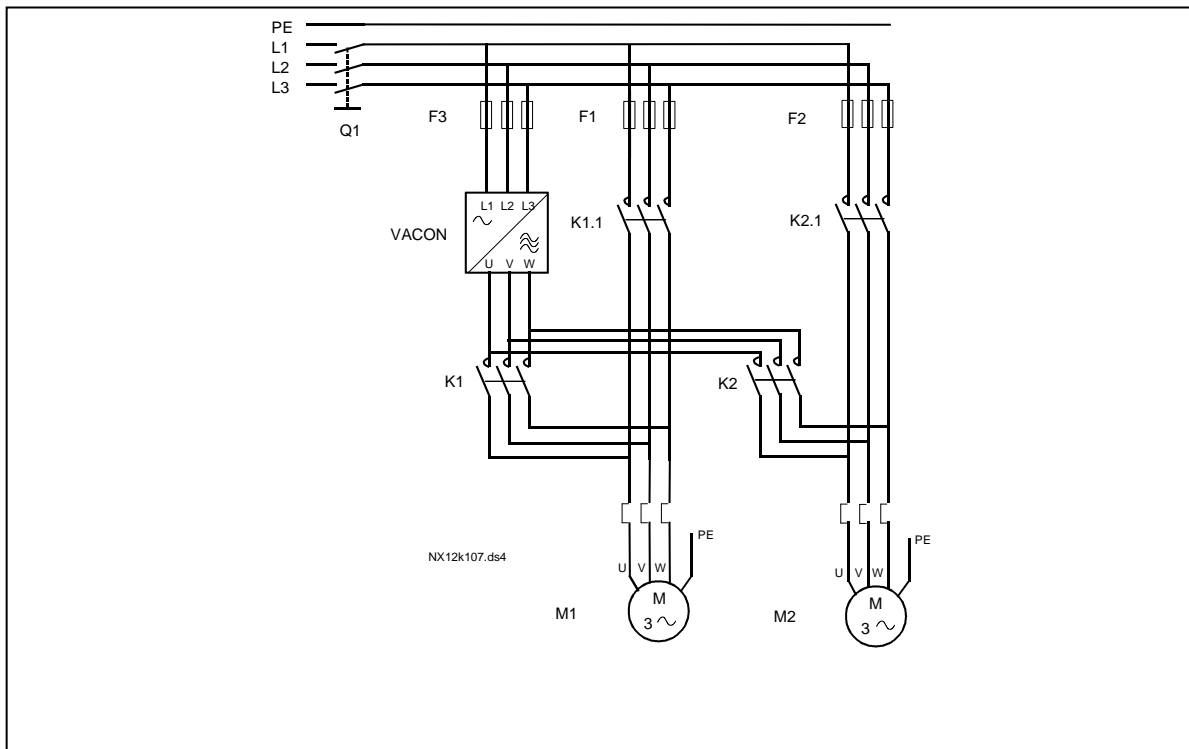 PE
L1
L2
L3
Q1
F3
F1
F2
L1 L2 L3
VACON
U V W
K1.1
K2.1
K1
K2
NX12k107.ds4
PE
PE
U V W
U V W
M1
M
3
M2
M
3